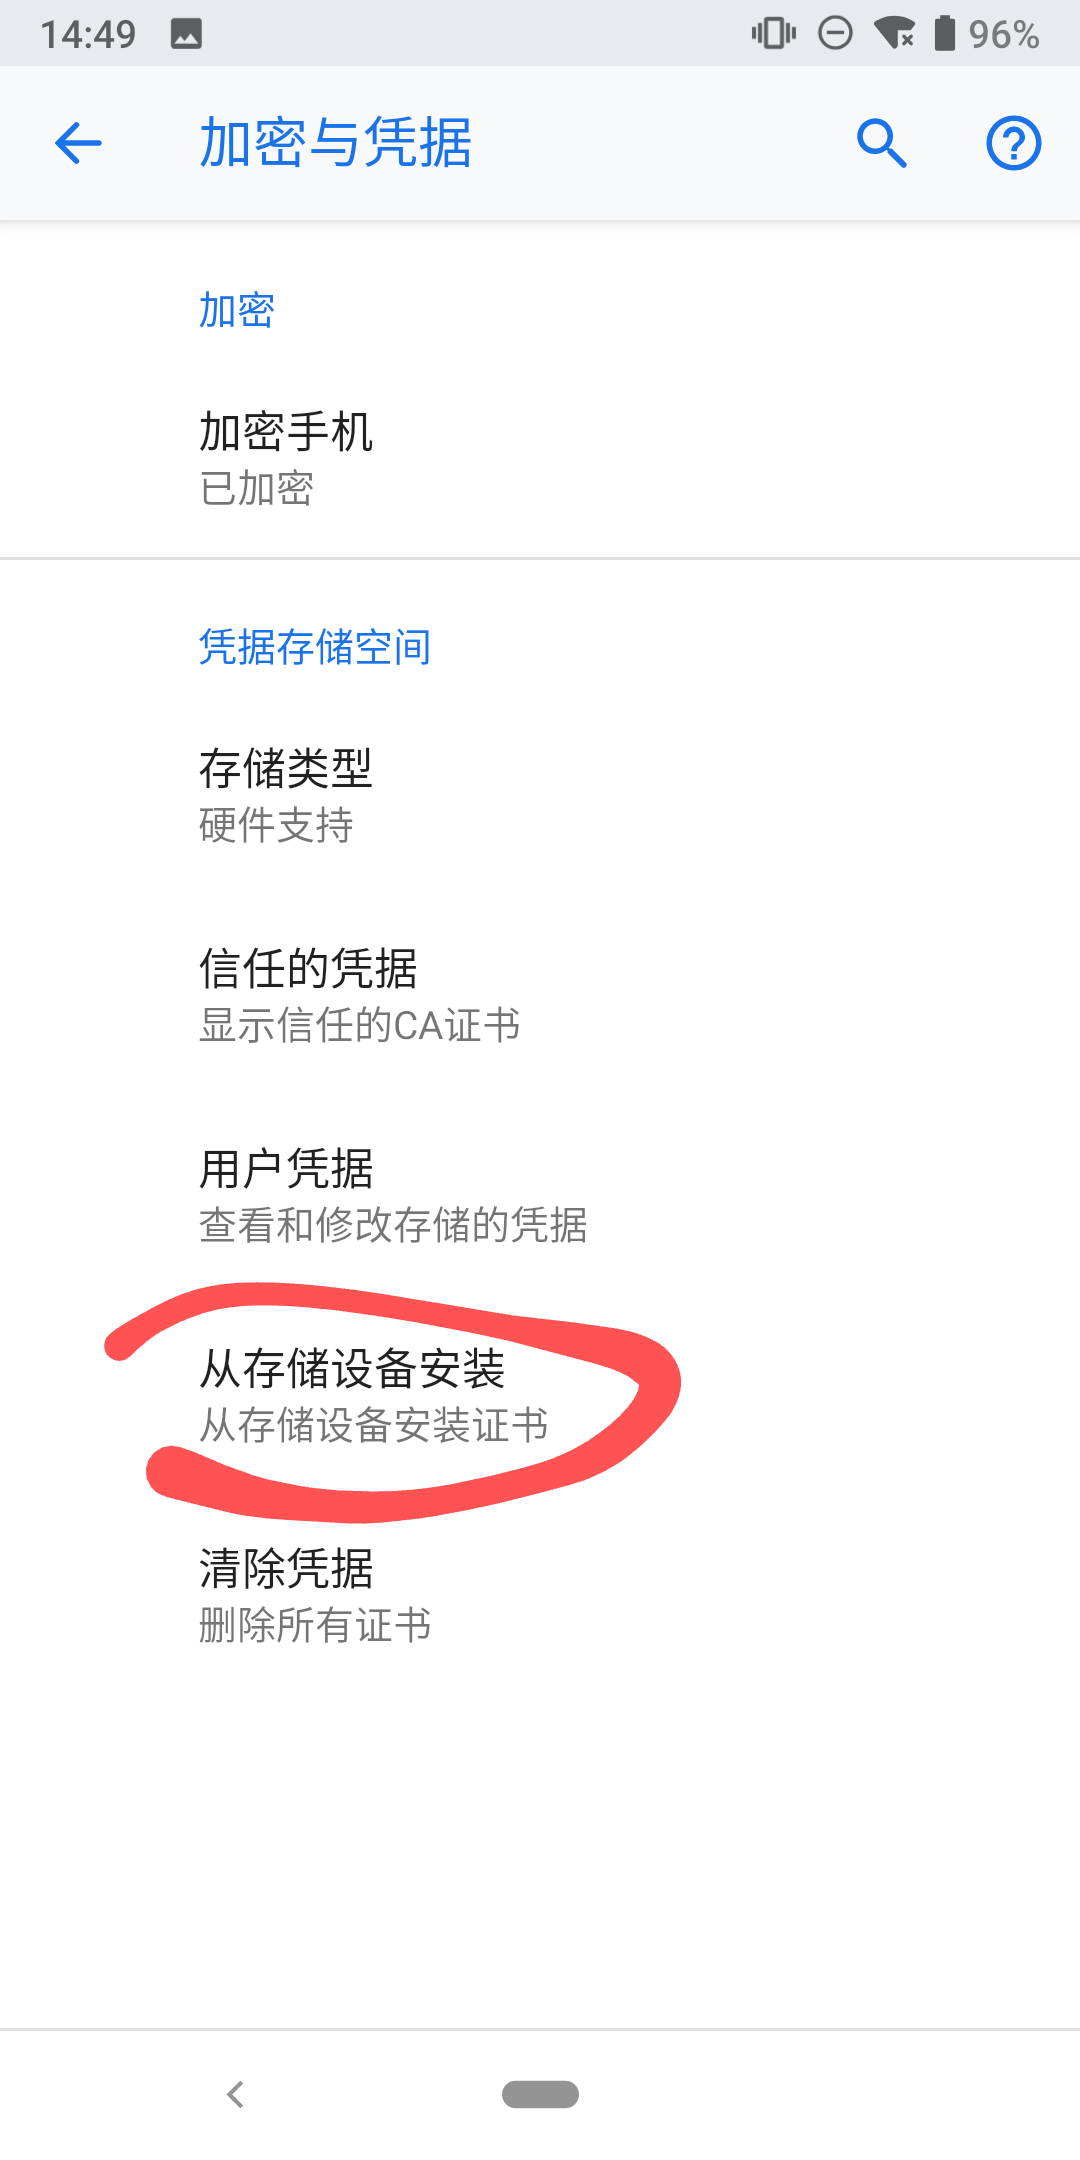 14:49
96%
加密与凭据
加密
加密手机
已加密
凭据存储空间
存储类型
硬件支持
信任的凭据
显示信任的CA证书
用户凭据
查看和修改存储的凭据
从存储设备安装
从存储设备安装证书
清除凭据
删除所有证书